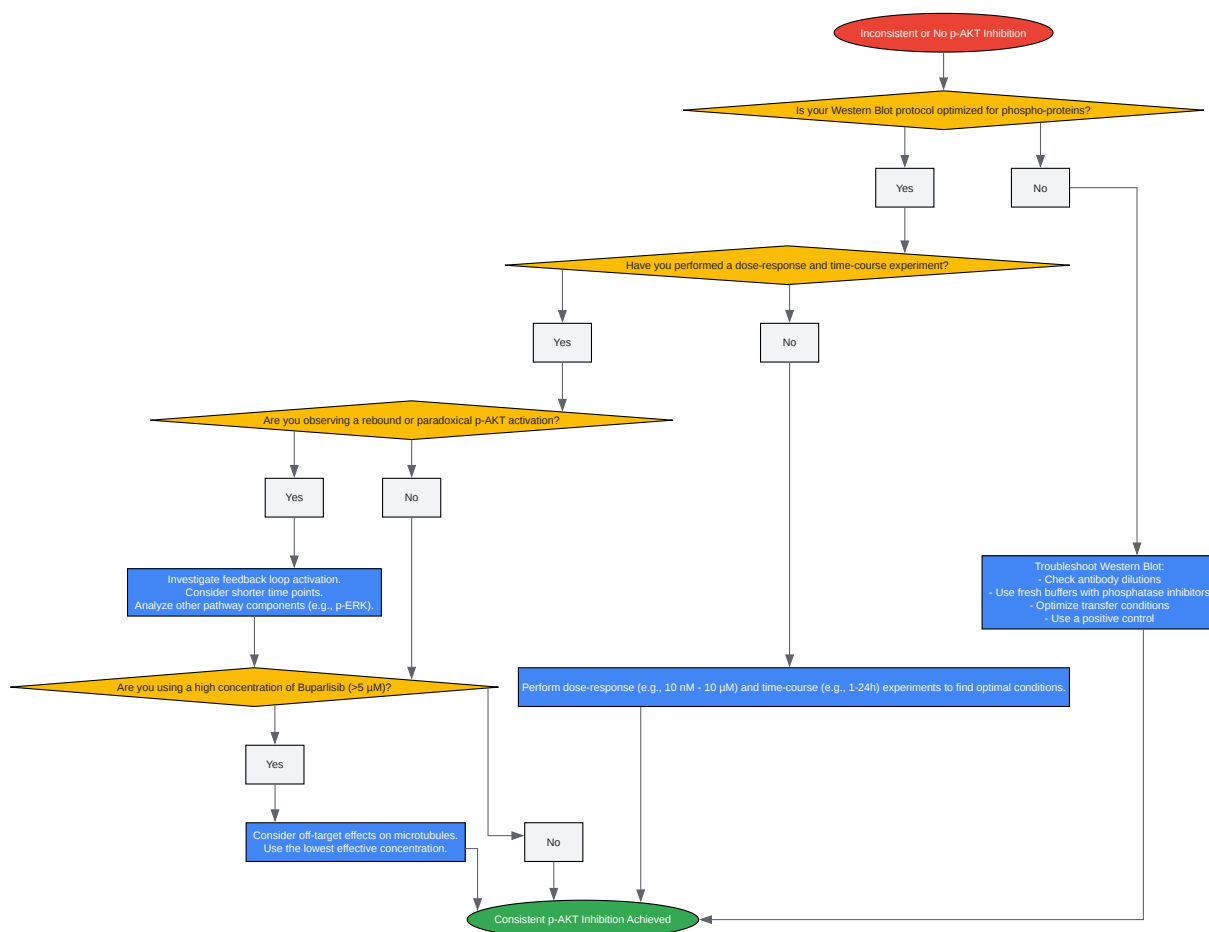 Inconsistent or No p-AKT Inhibition
Is your Western Blot protocol optimized for phospho-proteins?
Yes
No
Have you performed a dose-response and time-course experiment?
Yes
No
Are you observing a rebound or paradoxical p-AKT activation?
Yes
No
Investigate feedback loop activation.
Consider shorter time points.
Analyze other pathway components (e.g., p-ERK).
Troubleshoot Western Blot:
- Check antibody dilutions
- Use fresh buffers with phosphatase inhibitors
- Optimize transfer conditions
- Use a positive control
Are you using a high concentration of Buparlisib (>5 µM)?
Perform dose-response (e.g., 10 nM - 10 µM) and time-course (e.g., 1-24h) experiments to find optimal conditions.
Yes
Consider off-target effects on microtubules.
Use the lowest effective concentration.
No
Consistent p-AKT Inhibition Achieved